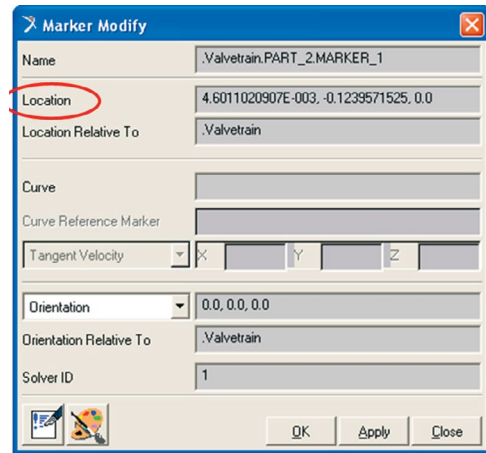 Marker Modify
Name .Valvetrain.PART_2.MARKER_1
Location 4.6011020907E-003, -0.1239571525, 0.0
Location Relative To .Valvetrain
Curve
Curve Reference Marker
Tangent Velocity X Y Z
Orientation 0.0, 0.0, 0.0
Orientation Relative To .Valvetrain
Solver ID 1
OK Apply Close